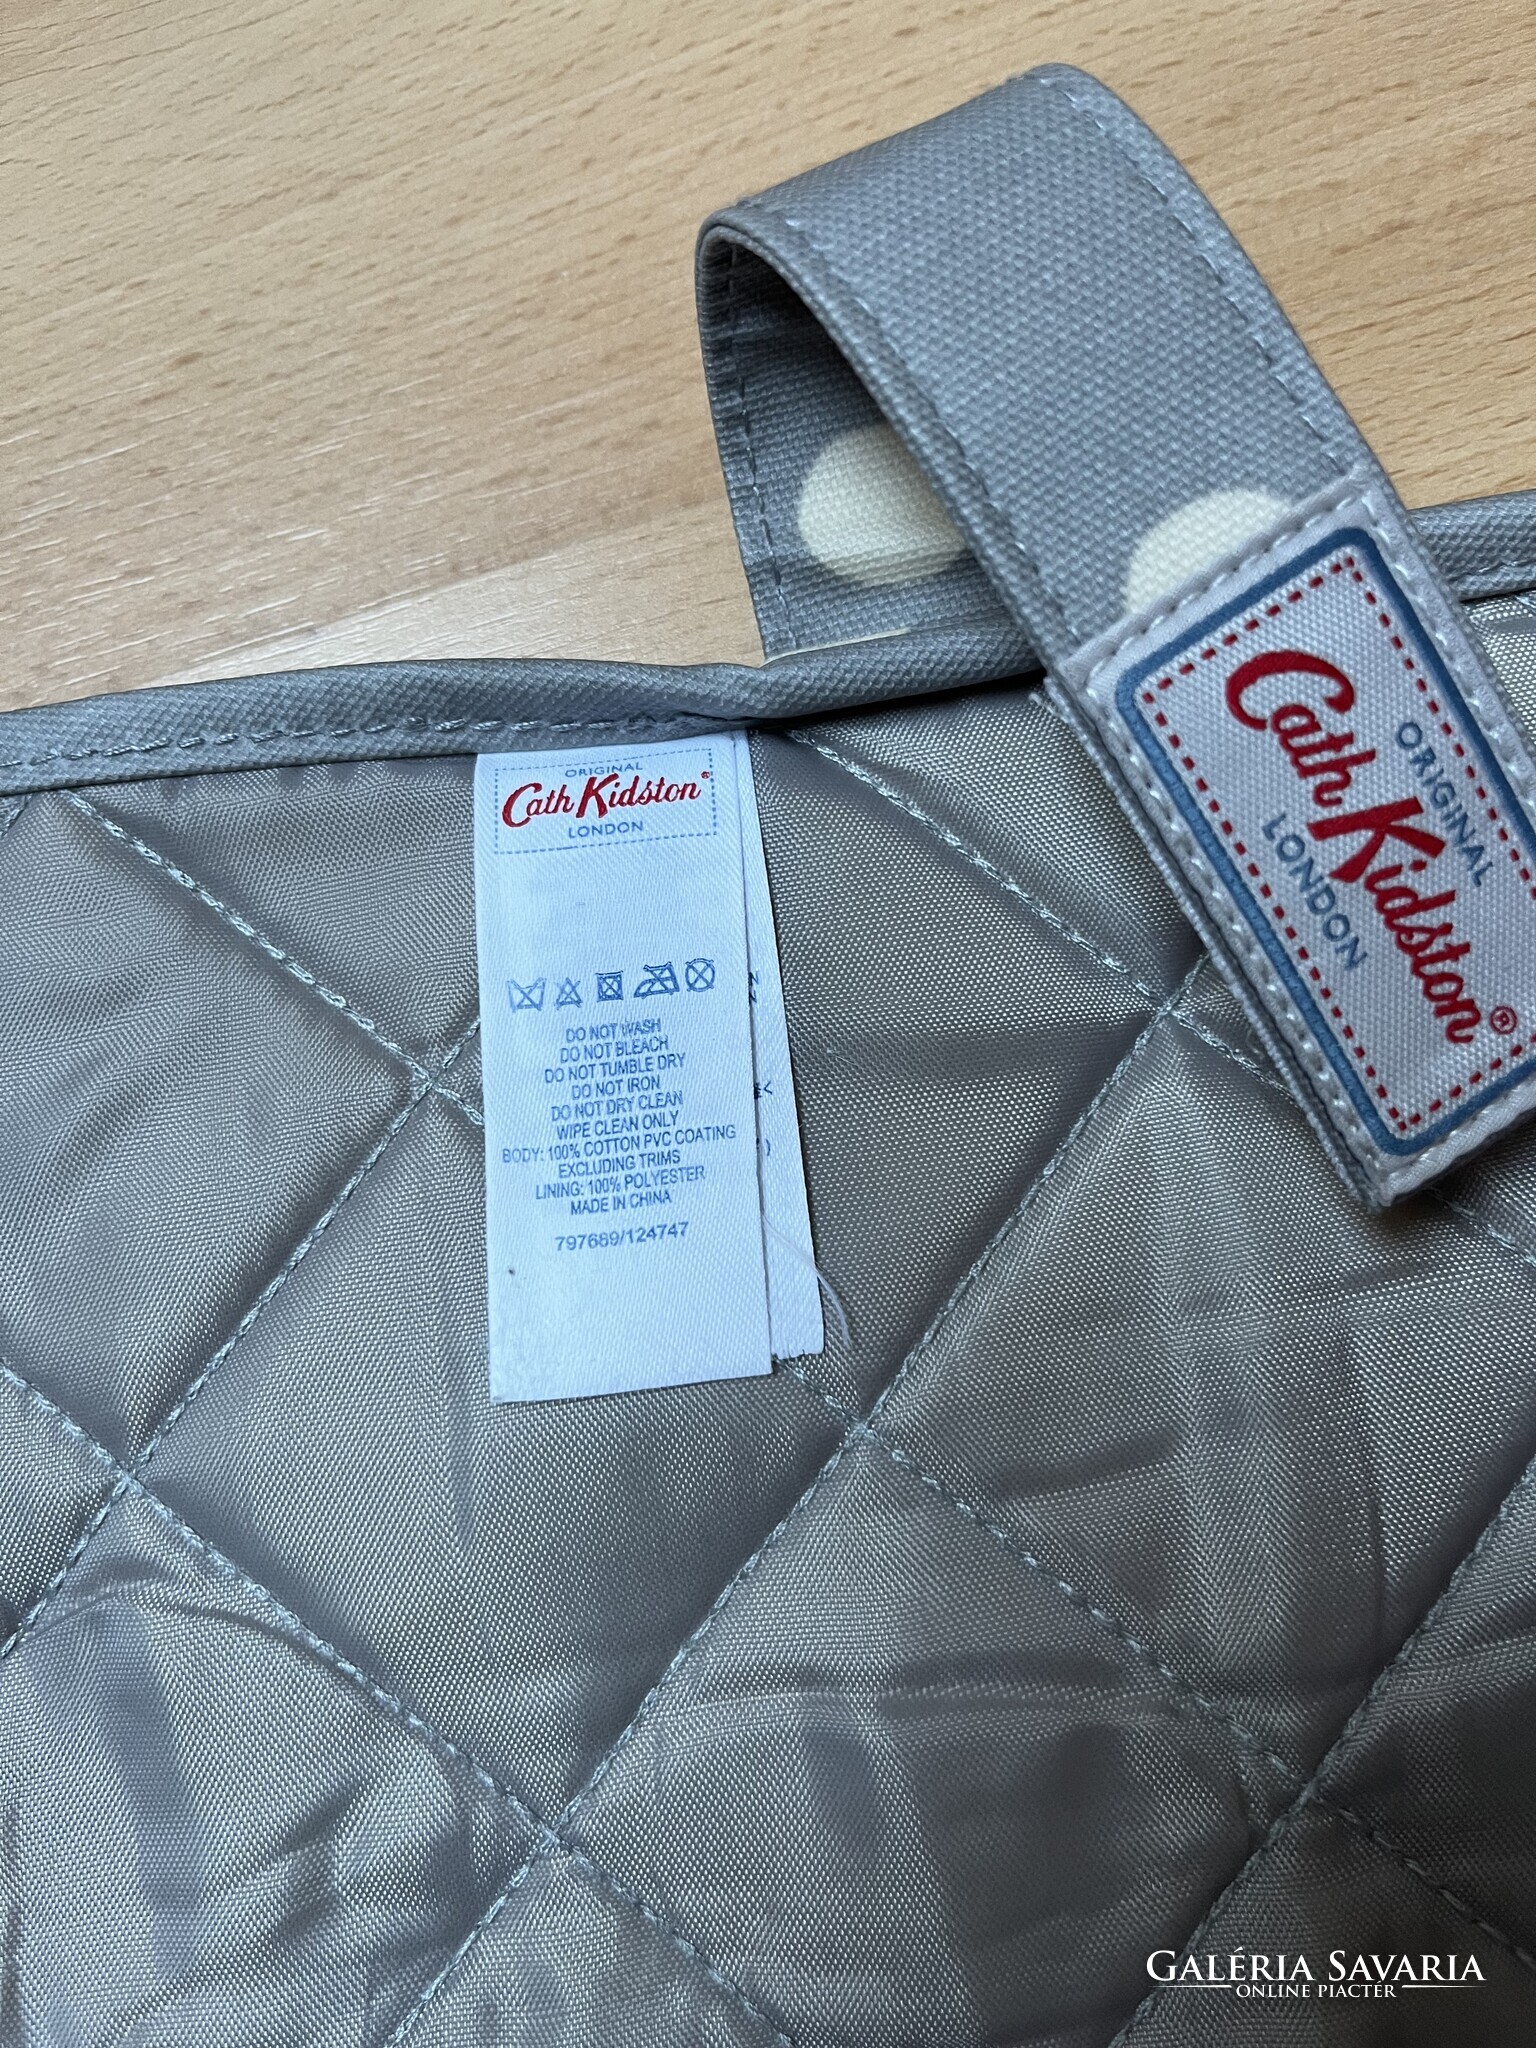 ORIGINAL
Cath Kidston®
LONDON
DO NOT WASH
DO NOT BLEACH
DO NOT TUMBLE DRY
DO NOT IRON
DO NOT DRY CLEAN
WIPE CLEAN ONLY
BODY: 100% COTTON PVC COATING
EXCLUDING TRIMS
LINING: 100% POLYESTER
MADE IN CHINA
797689/124747
ORIGINAL
Cath Kidston®
LONDON
GALÉRIA SAVARIA
ONLINE PIACTÉR